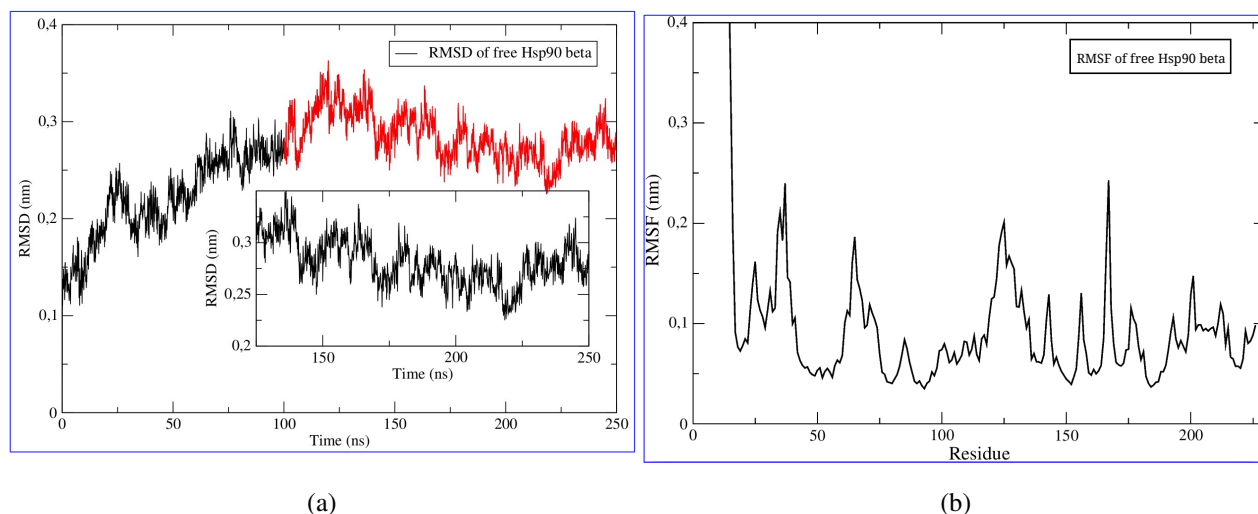 0,4
0,3
0,2
0,1
0
RMSD (nm)
RMSD of free Hsp90 beta
0,3
0,25
0,2
RMSD (nm)
150
200
250
Time (ns)
0
50
100
150
200
250
Time (ns)
(a)
0,4
0,3
0,2
0,1
0
RMSF (nm)
RMSF of free Hsp90 beta
0
50
100
150
200
Residue
(b)